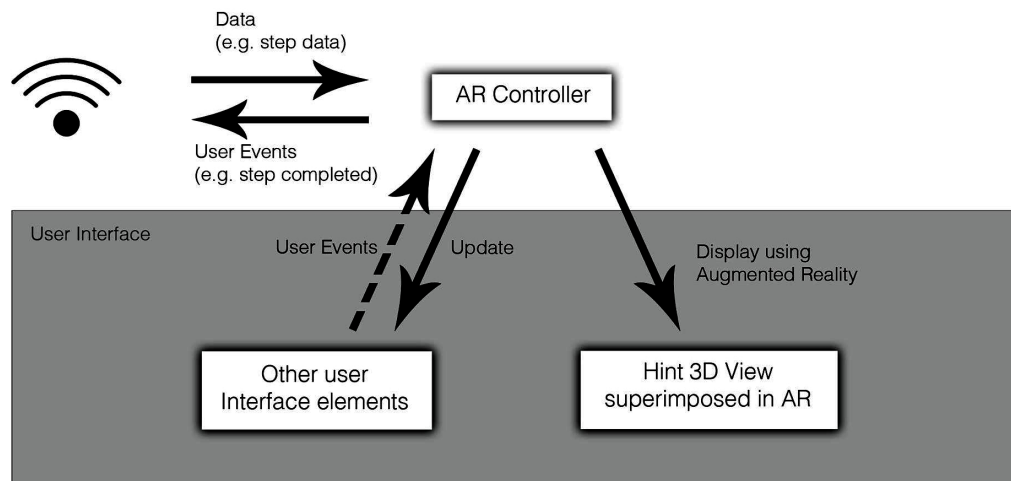 Data
(e.g. step data)
AR Controller
User Events
(e.g. step completed)
User Interface
User Events
Update
Display using
Augmented Reality
Other user
Interface elements
Hint 3D View
superimposed in AR